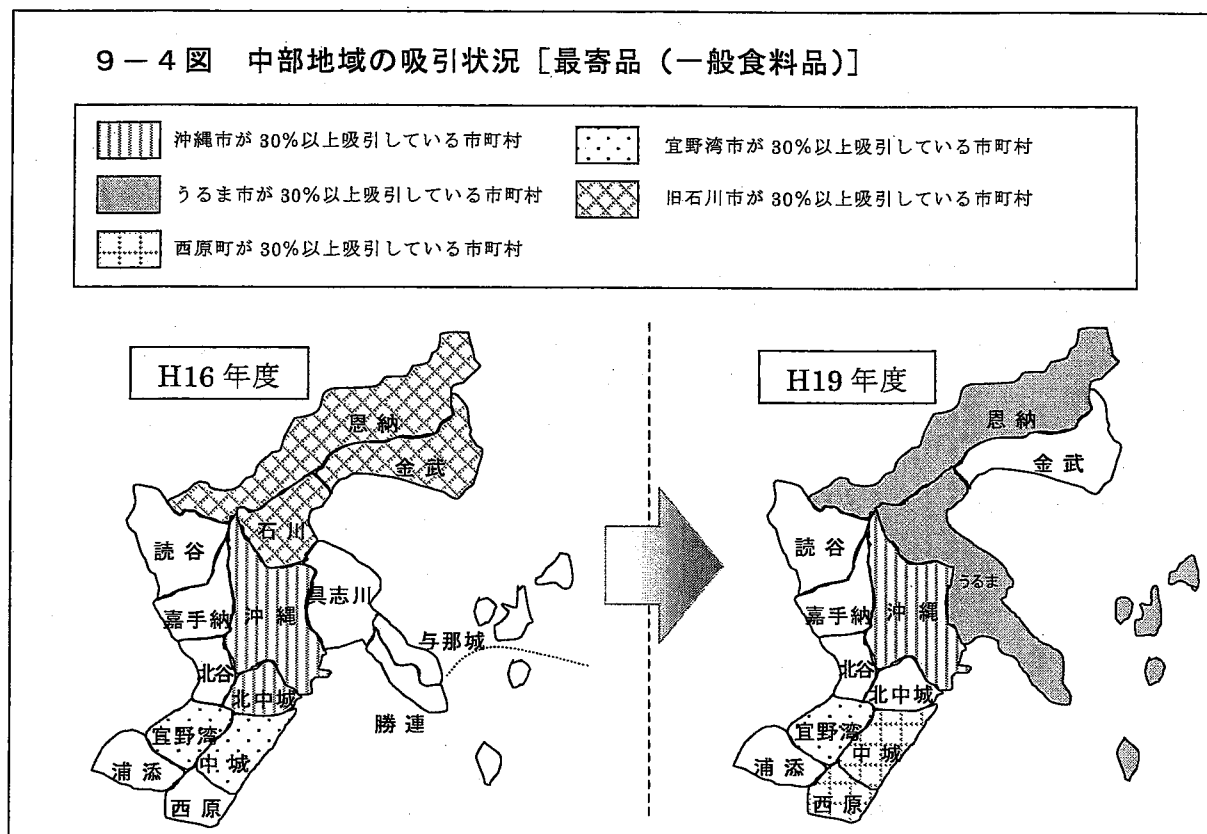 9－4図　中部地域の吸引状況［最寄品（一般食料品）］
沖縄市が30%以上吸引している市町村
宜野湾市が30%以上吸引している市町村
うるま市が30%以上吸引している市町村
旧石川市が30%以上吸引している市町村
西原町が30%以上吸引している市町村
H16年度
恩納
金武
石川
読谷
具志川
嘉手納
沖縄
与那城
北谷
北中城
勝連
宜野湾
中城
浦添
西原
H19年度
恩納
金武
読谷
うるま
嘉手納
沖縄
北谷
北中城
宜野湾
中城
浦添
西原